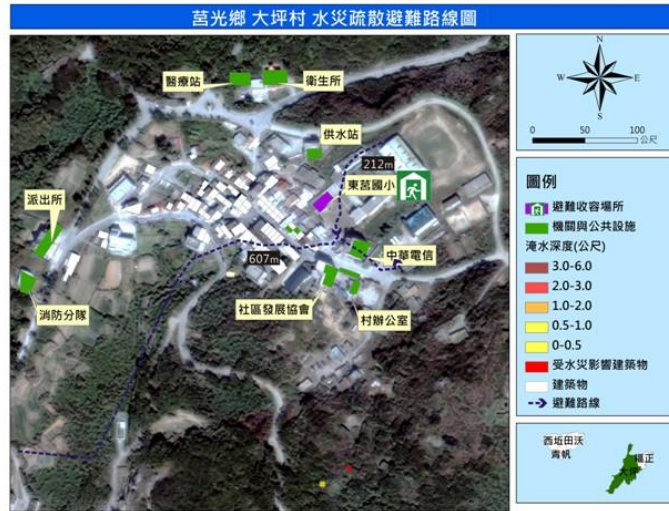 莒光鄉 大坪村 水災疏散避難路線圖
醫療站
衛生所
供水站
212m
東莒國小
派出所
中華電信
607m
消防分隊
社區發展協會
村辦公室
N
W
E
S
0 50 100
公尺
圖例
避難收容場所
機關與公共設施
淹水深度(公尺)
3.0-6.0
2.0-3.0
1.0-2.0
0.5-1.0
0-0.5
受水災影響建築物
建築物
避難路線
西坵田沃
青帆
福正